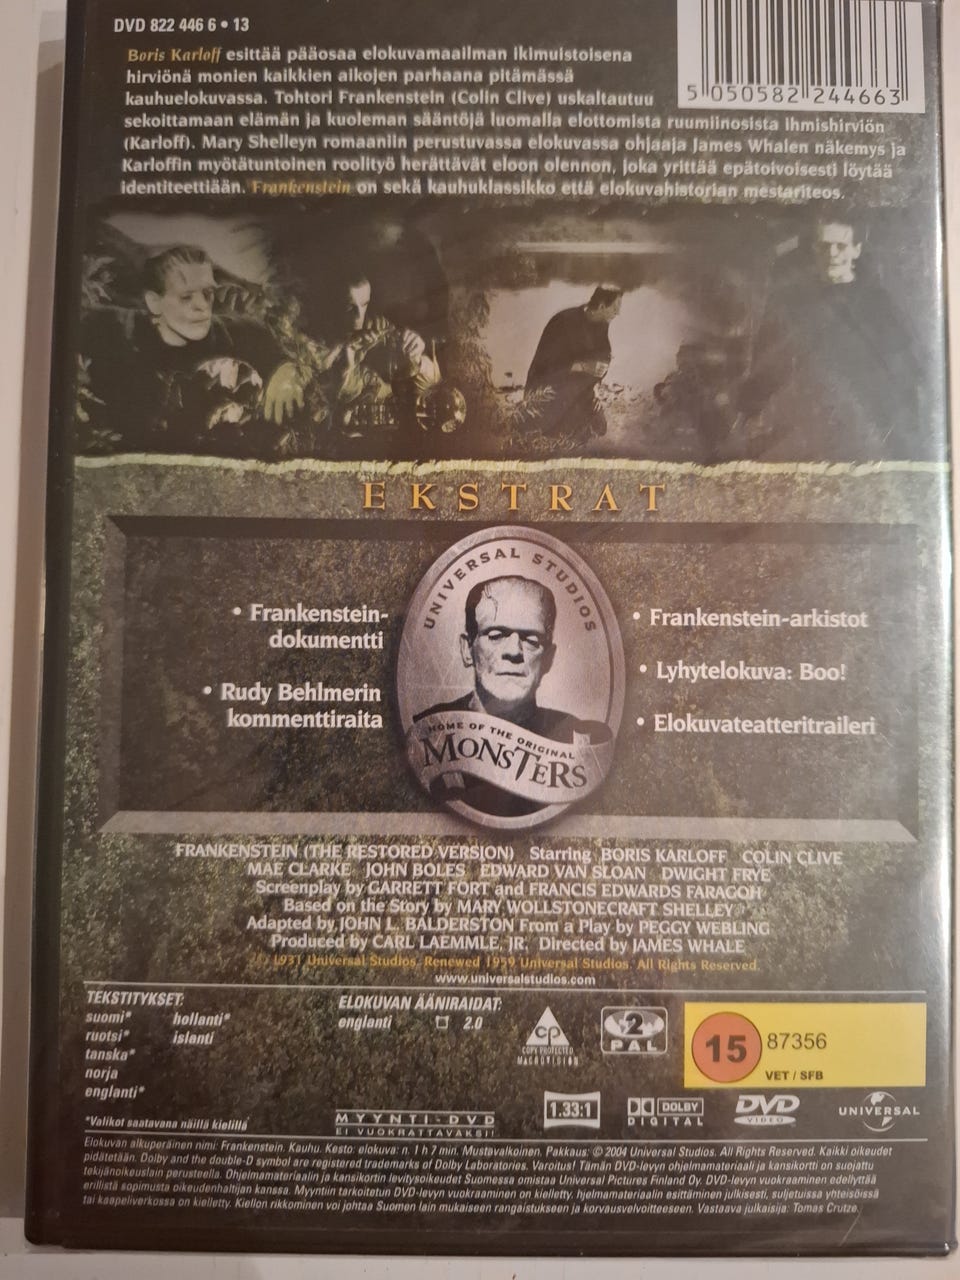 DVD 822 446 6 • 13
5 050582 244663
Boris Karloff esittää pääosaa elokuvamaailman ikimuistoisena
hirviönä monien kaikkien aikojen parhaana pitämässä
kauhuelokuvassa. Tohtori Frankenstein (Colin Clive) uskaltautuu
sekoittamaan elämän ja kuoleman sääntöjä luomalla elottomista ruumiinosista ihmishirviön
(Karloff). Mary Shelleyn romaaniin perustuvassa elokuvassa ohjaaja James Whalen näkemys ja
Karloffin myötätuntoinen roolityö herättävät eloon olennon, joka yrittää epätoivoisesti löytää
identiteettiään. Frankenstein on sekä kauhuklassikko että elokuvahistorian mestariteos.
EKSTRAT
• Frankenstein-
dokumentti
• Rudy Behlmerin
kommenttiraita
UNIVERSAL STUDIOS
HOME OF THE ORIGINAL
MONSTERS
• Frankenstein-arkistot
• Lyhytelokuva: Boo!
• Elokuvateatteritraileri
FRANKENSTEIN (THE RESTORED VERSION) Starring BORIS KARLOFF COLIN CLIVE
MAE CLARKE JOHN BOLES EDWARD VAN SLOAN DWIGHT FRYE
Screenplay by GARRETT FORT and FRANCIS EDWARDS FARAGOH
Based on the Story by MARY WOLLSTONECRAFT SHELLEY
Adapted by JOHN L. BALDERSTON From a Play by PEGGY WEBLING
Produced by CARL LAEMMLE, JR. Directed by JAMES WHALE
© 1931 Universal Studios. Renewed 1959 Universal Studios. All Rights Reserved.
www.universalstudios.com
TEKSTITYKSET:
suomi* hollanti*
ruotsi* islanti
tanska*
norja
englanti*
*Valikot saatavana näillä kielillä
ELOKUVAN ÄÄNIRAIDAT:
englanti 2.0
MYYNTI-DVD
EI VUOKRATTAVAKSI!
CP
COPY PROTECTED
MACROVISION
2
PAL
15 87356
VET / SFB
1.33:1
DOLBY
DIGITAL
DVD
VIDEO
UNIVERSAL
Elokuvan alkuperäinen nimi: Frankenstein. Kauhu. Kesto: elokuva: n. 1 h 7 min. Mustavalkoinen. Pakkaus: © 2004 Universal Studios. All Rights Reserved. Kaikki oikeudet
pidätetään. Dolby and the double-D symbol are registered trademarks of Dolby Laboratories. Varoitus! Tämän DVD-levyn ohjelmamateriaali ja kansikortti on suojattu
tekijänoikeuslain perusteella. Ohjelmamateriaalin ja kansikortin levitysoikeudet Suomessa omistaa Universal Pictures Finland Oy. DVD-levyn vuokraaminen edellyttää
erillistä sopimusta oikeudenhaltijan kanssa. Myyntiin tarkoitetun DVD-levyn vuokraaminen on kielletty, hjelmamateriaalin esittäminen julkisesti, suljetuissa yhteisöissä
tai kaapeliverkossa on kielletty. Kiellon rikkominen voi johtaa Suomen lain mukaiseen rangaistukseen ja korvausvelvoitteeseen. Vastaava julkaisija: Tomas Crutze.